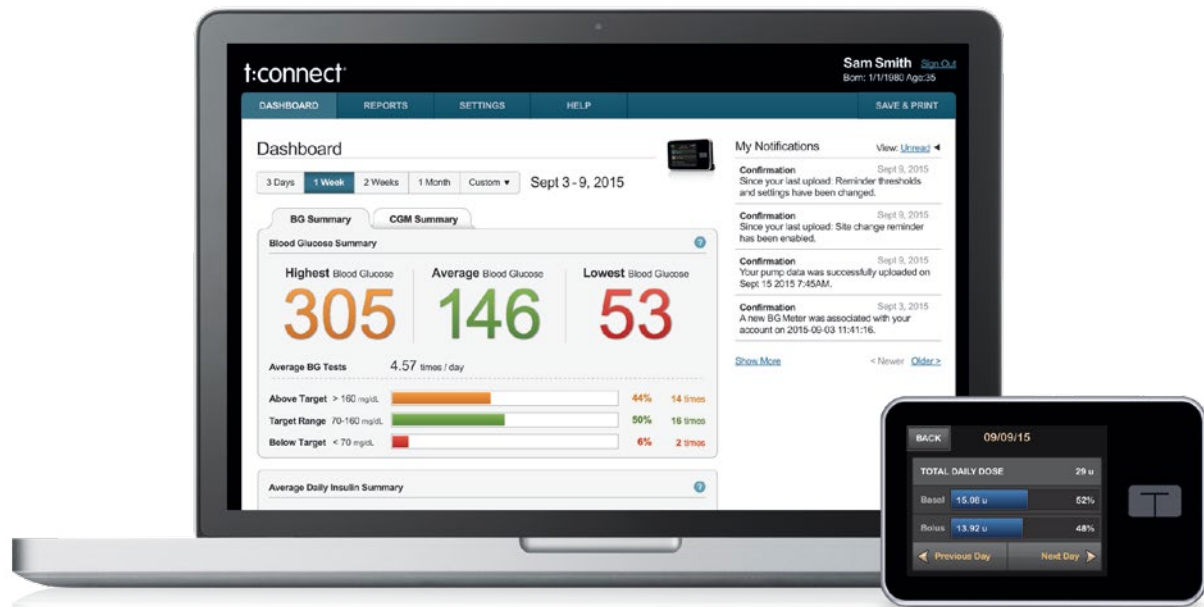 t:connect
Sam Smith Sign Out
Born: 1/1/1980 Age:35
DASHBOARD REPORTS SETTINGS HELP SAVE & PRINT
Dashboard
3 Days 1 Week 2 Weeks 1 Month Custom ▼ Sept 3 - 9, 2015
BG Summary CGM Summary
Blood Glucose Summary ?
Highest Blood Glucose Average Blood Glucose Lowest Blood Glucose
305 146 53
Average BG Tests 4.57 times / day
Above Target > 160 mg/dL 44% 14 times
Target Range 70-160 mg/dL 50% 16 times
Below Target < 70 mg/dL 6% 2 times
Average Daily Insulin Summary ?
My Notifications View: Unread ◀
Confirmation Sept 9, 2015
Since your last upload: Reminder thresholds
and settings have been changed.
Confirmation Sept 9, 2015
Since your last upload: Site change reminder
has been enabled.
Confirmation Sept 9, 2015
Your pump data was successfully uploaded on
Sept 15 2015 7:45AM.
Confirmation Sept 3, 2015
A new BG Meter was associated with your
account on 2015-09-03 11:41:16.
Show More < Newer Older >
BACK 09/09/15
TOTAL DAILY DOSE 29 u
Basal 15.08 u 52%
Bolus 13.92 u 48%
Previous Day Next Day